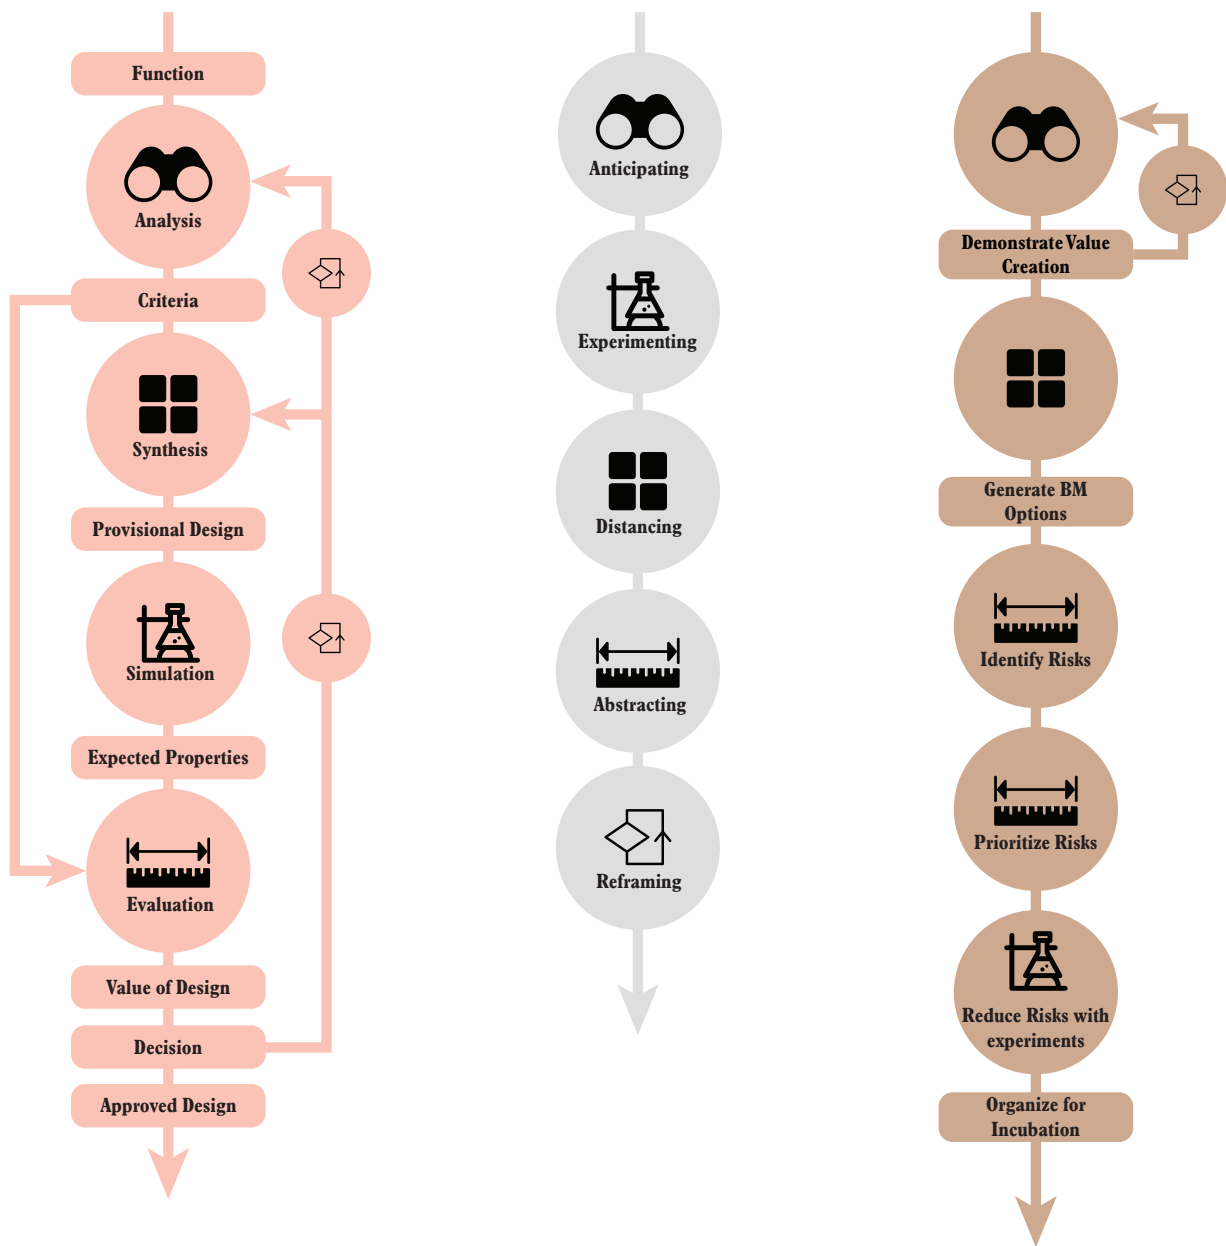 Function
Analysis
Criteria
Synthesis
Provisional Design
Simulation
Expected Properties
Evaluation
Value of Design
Decision
Approved Design
Anticipating
Experimenting
Distancing
Abstracting
Reframing
Demonstrate Value
Creation
Generate BM
Options
Identify Risks
Prioritize Risks
Reduce Risks with
experiments
Organize for
Incubation